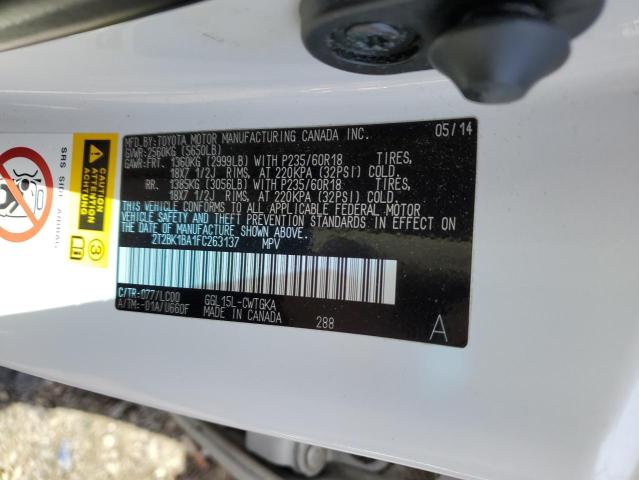 MFD.BY:TOYOTA MOTOR MANUFACTURING CANADA INC. 05/14
GVWR:2560KG (5650LB)
GAWR:FRT. 1360KG (2999LB) WITH P235/60R18 TIRES,
18X7 1/2J RIMS, AT 220KPA (32PSI) COLD.
RR. 1385KG (3056LB) WITH P235/60R18 TIRES,
18X7 1/2J RIMS, AT 220KPA (32PSI) COLD.
THIS VEHICLE CONFORMS TO ALL APPLICABLE FEDERAL MOTOR
VEHICLE SAFETY AND THEFT PREVENTION STANDARDS IN EFFECT ON
THE DATE OF MANUFACTURE SHOWN ABOVE.
2T2BK1BA1FC263137 MPV
C/TR:077/LC00 GGL15L-CWTGKA
A/TM:-01A/U660F MADE IN CANADA 288 A
SRS SIDE AIRBAG
CAUTION
ACHTUNG
ATTENTION
3